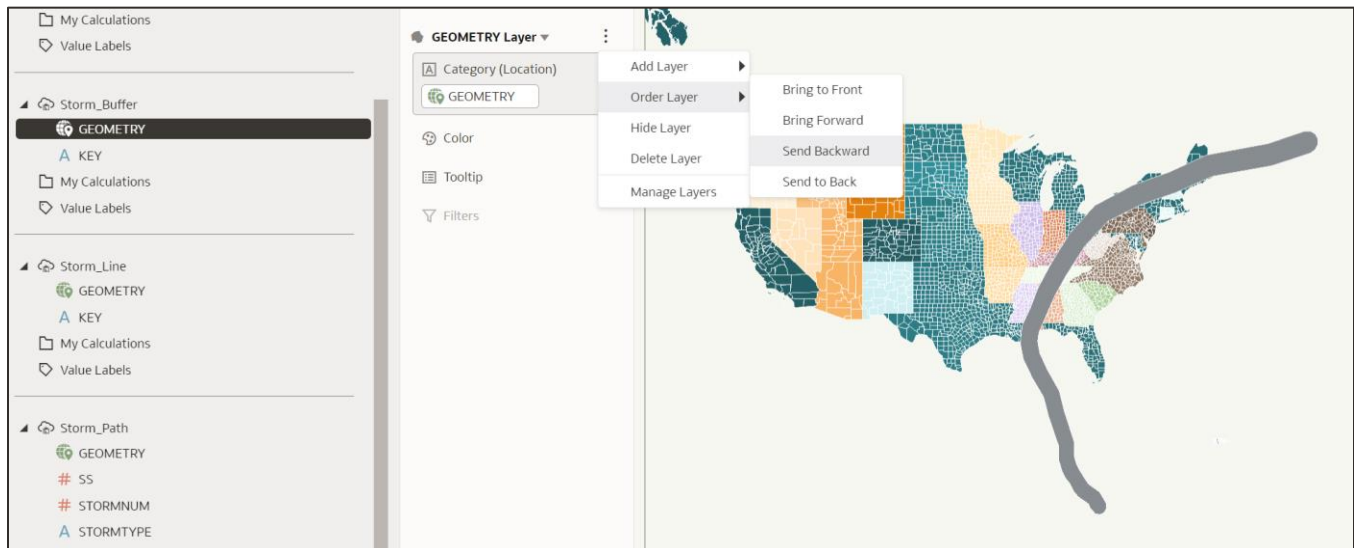 My Calculations
Value Labels
Storm_Buffer
GEOMETRY
A KEY
My Calculations
Value Labels
Storm_Line
GEOMETRY
A KEY
My Calculations
Value Labels
Storm_Path
GEOMETRY
# SS
# STORMNUM
A STORMTYPE
GEOMETRY Layer
A Category (Location)
GEOMETRY
Color
Tooltip
Filters
Add Layer
Order Layer
Hide Layer
Delete Layer
Manage Layers
Bring to Front
Bring Forward
Send Backward
Send to Back